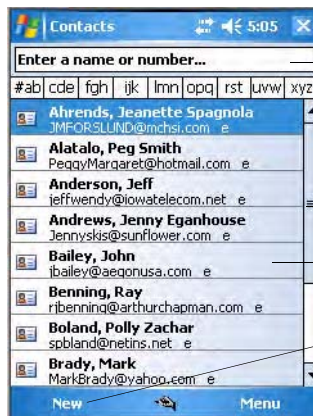 Contacts 5:05
Enter a name or number...
#ab cde fgh ijk lmn opq rst uvw xyz
Ahrends, Jeanette Spagnola
JMFORSLUND@mchsi.com e
Alatalo, Peg Smith
PeggyMargaret@hotmail.com e
Anderson, Jeff
jeffwendy@iowatelecom.net e
Andrews, Jenny Eganhouse
Jennyskis@sunflower.com e
Bailey, John
jbailey@aegonusa.com e
Benning, Ray
rjbenning@arthurchapman.com e
Boland, Polly Zachar
spbland@netins.net e
Brady, Mark
MarkBrady@yahoo.com e
New Menu